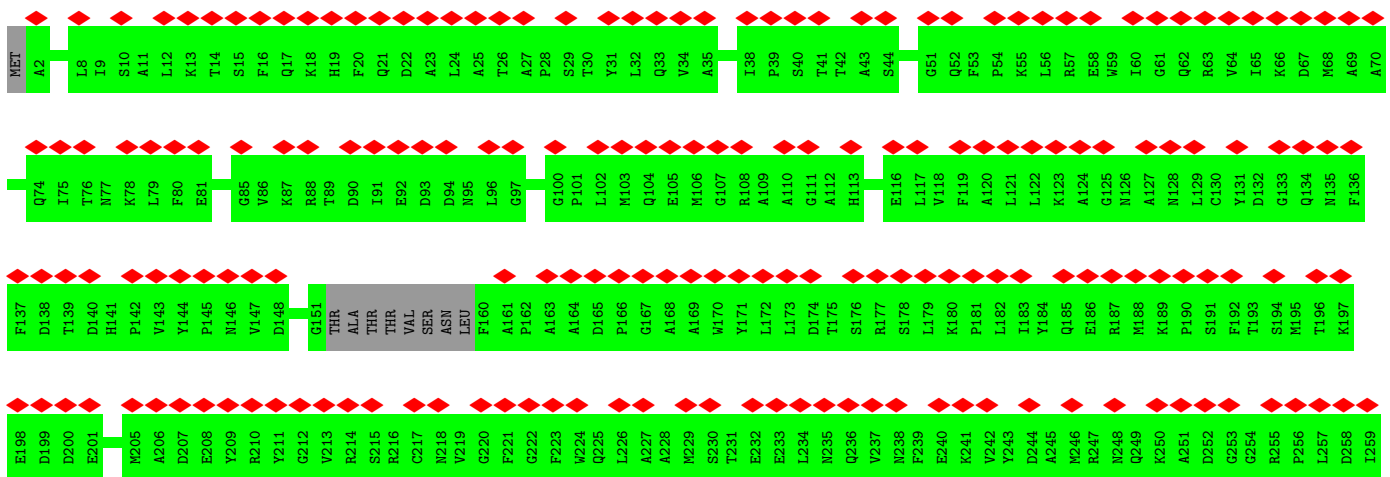 MET A2 L8 I9 S10 A11 L12 K13 T14 S15 F16 Q17 K18 H19 F20 Q21 D22 A23 L24 A25 T26 A27 P28 S29 T30 Y31 L32 Q33 V34 A35 I38 P39 S40 T41 T42 A43 S44 G51 Q52 F53 P54 K55 L56 R57 E58 W59 I60 G61 Q62 R63 V64 I65 K66 D67 M68 A69 A70
Q74 I75 T76 N77 K78 L79 F80 E81 G85 V86 K87 R88 T89 D90 I91 E92 D93 D94 N95 L96 G97 G100 P101 L102 M103 Q104 E105 M106 G107 R108 A109 A110 G111 A112 H113 E116 L117 V118 F119 A120 L121 L122 K123 A124 G125 N126 A127 N128 L129 C130 Y131 D132 G133 Q134 N135 F136
F137 D138 T139 D140 H141 P142 V143 Y144 P145 N146 V147 D148 G151 THR ALA THR THR VAL SER ASN LEU F160 A161 P162 A163 A164 D165 P166 G167 A168 A169 W170 Y171 L172 L173 D174 T175 S176 R177 S178 L179 K180 P181 L182 I183 Y184 Q185 E186 R187 M188 K189 P190 S191 F192 T193 S194 M195 T196 K197
E198 D199 D200 E201 M205 A206 D207 E208 Y209 R210 Y211 G212 V213 R214 S215 R216 C217 N218 V219 G220 F221 G222 F223 W224 Q225 L226 A227 A228 M229 S230 T231 E232 E233 L234 N235 Q236 V237 N238 F239 E240 K241 V242 Y243 D244 A245 M246 R247 N248 Q249 K250 A251 D252 G253 G254 R255 P256 L257 D258 I259